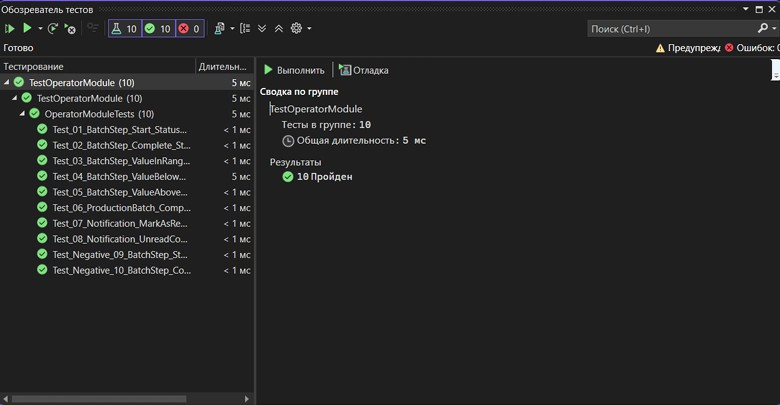 Обозреватель тестов
10 10 0
Поиск (Ctrl+I)
Готово
Предупрежд Ошибок: 0
Тестирование Длительн...
TestOperatorModule (10) 5 мс
TestOperatorModule (10) 5 мс
OperatorModuleTests (10) 5 мс
Test_01_BatchStep_Start_Status... < 1 мс
Test_02_BatchStep_Complete_St... < 1 мс
Test_03_BatchStep_ValueInRang... < 1 мс
Test_04_BatchStep_ValueBelow... 5 мс
Test_05_BatchStep_ValueAbove... < 1 мс
Test_06_ProductionBatch_Comp... < 1 мс
Test_07_Notification_MarkAsRe... < 1 мс
Test_08_Notification_UnreadCo... < 1 мс
Test_Negative_09_BatchStep_St... < 1 мс
Test_Negative_10_BatchStep_Co... < 1 мс
Выполнить Отладка
Сводка по группе
TestOperatorModule
Тесты в группе: 10
Общая длительность: 5 мс
Результаты
10 Пройден